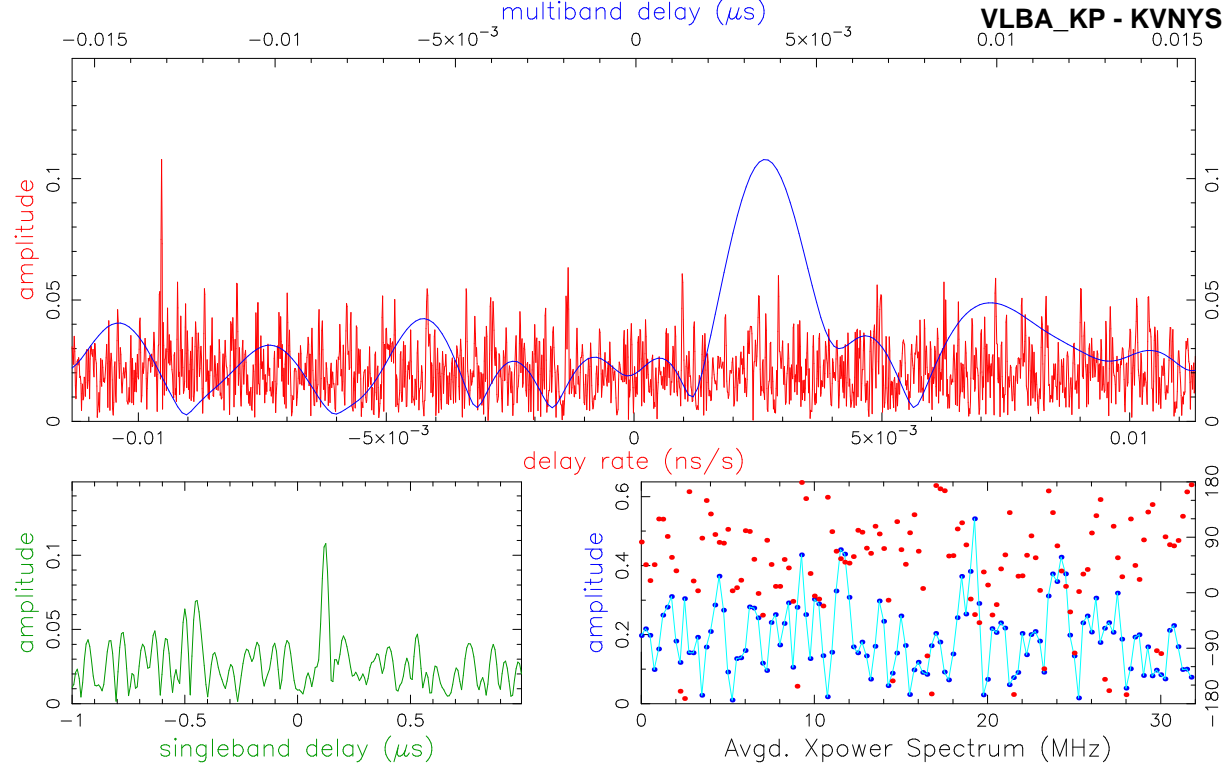 multiband delay (μs)
VLBA_KP - KVNYS
−0.015 −0.01 −5×10⁻³ 0 5×10⁻³ 0.01 0.015
amplitude
0 0.05 0.1
0 0.05 0.1
−0.01 −5×10⁻³ 0 5×10⁻³ 0.01
delay rate (ns/s)
amplitude
0 0.05 0.1
−1 −0.5 0 0.5
singleband delay (μs)
amplitude
0 0.2 0.4 0.6
−180 −90 0 90 180
0 10 20 30
Avgd. Xpower Spectrum (MHz)